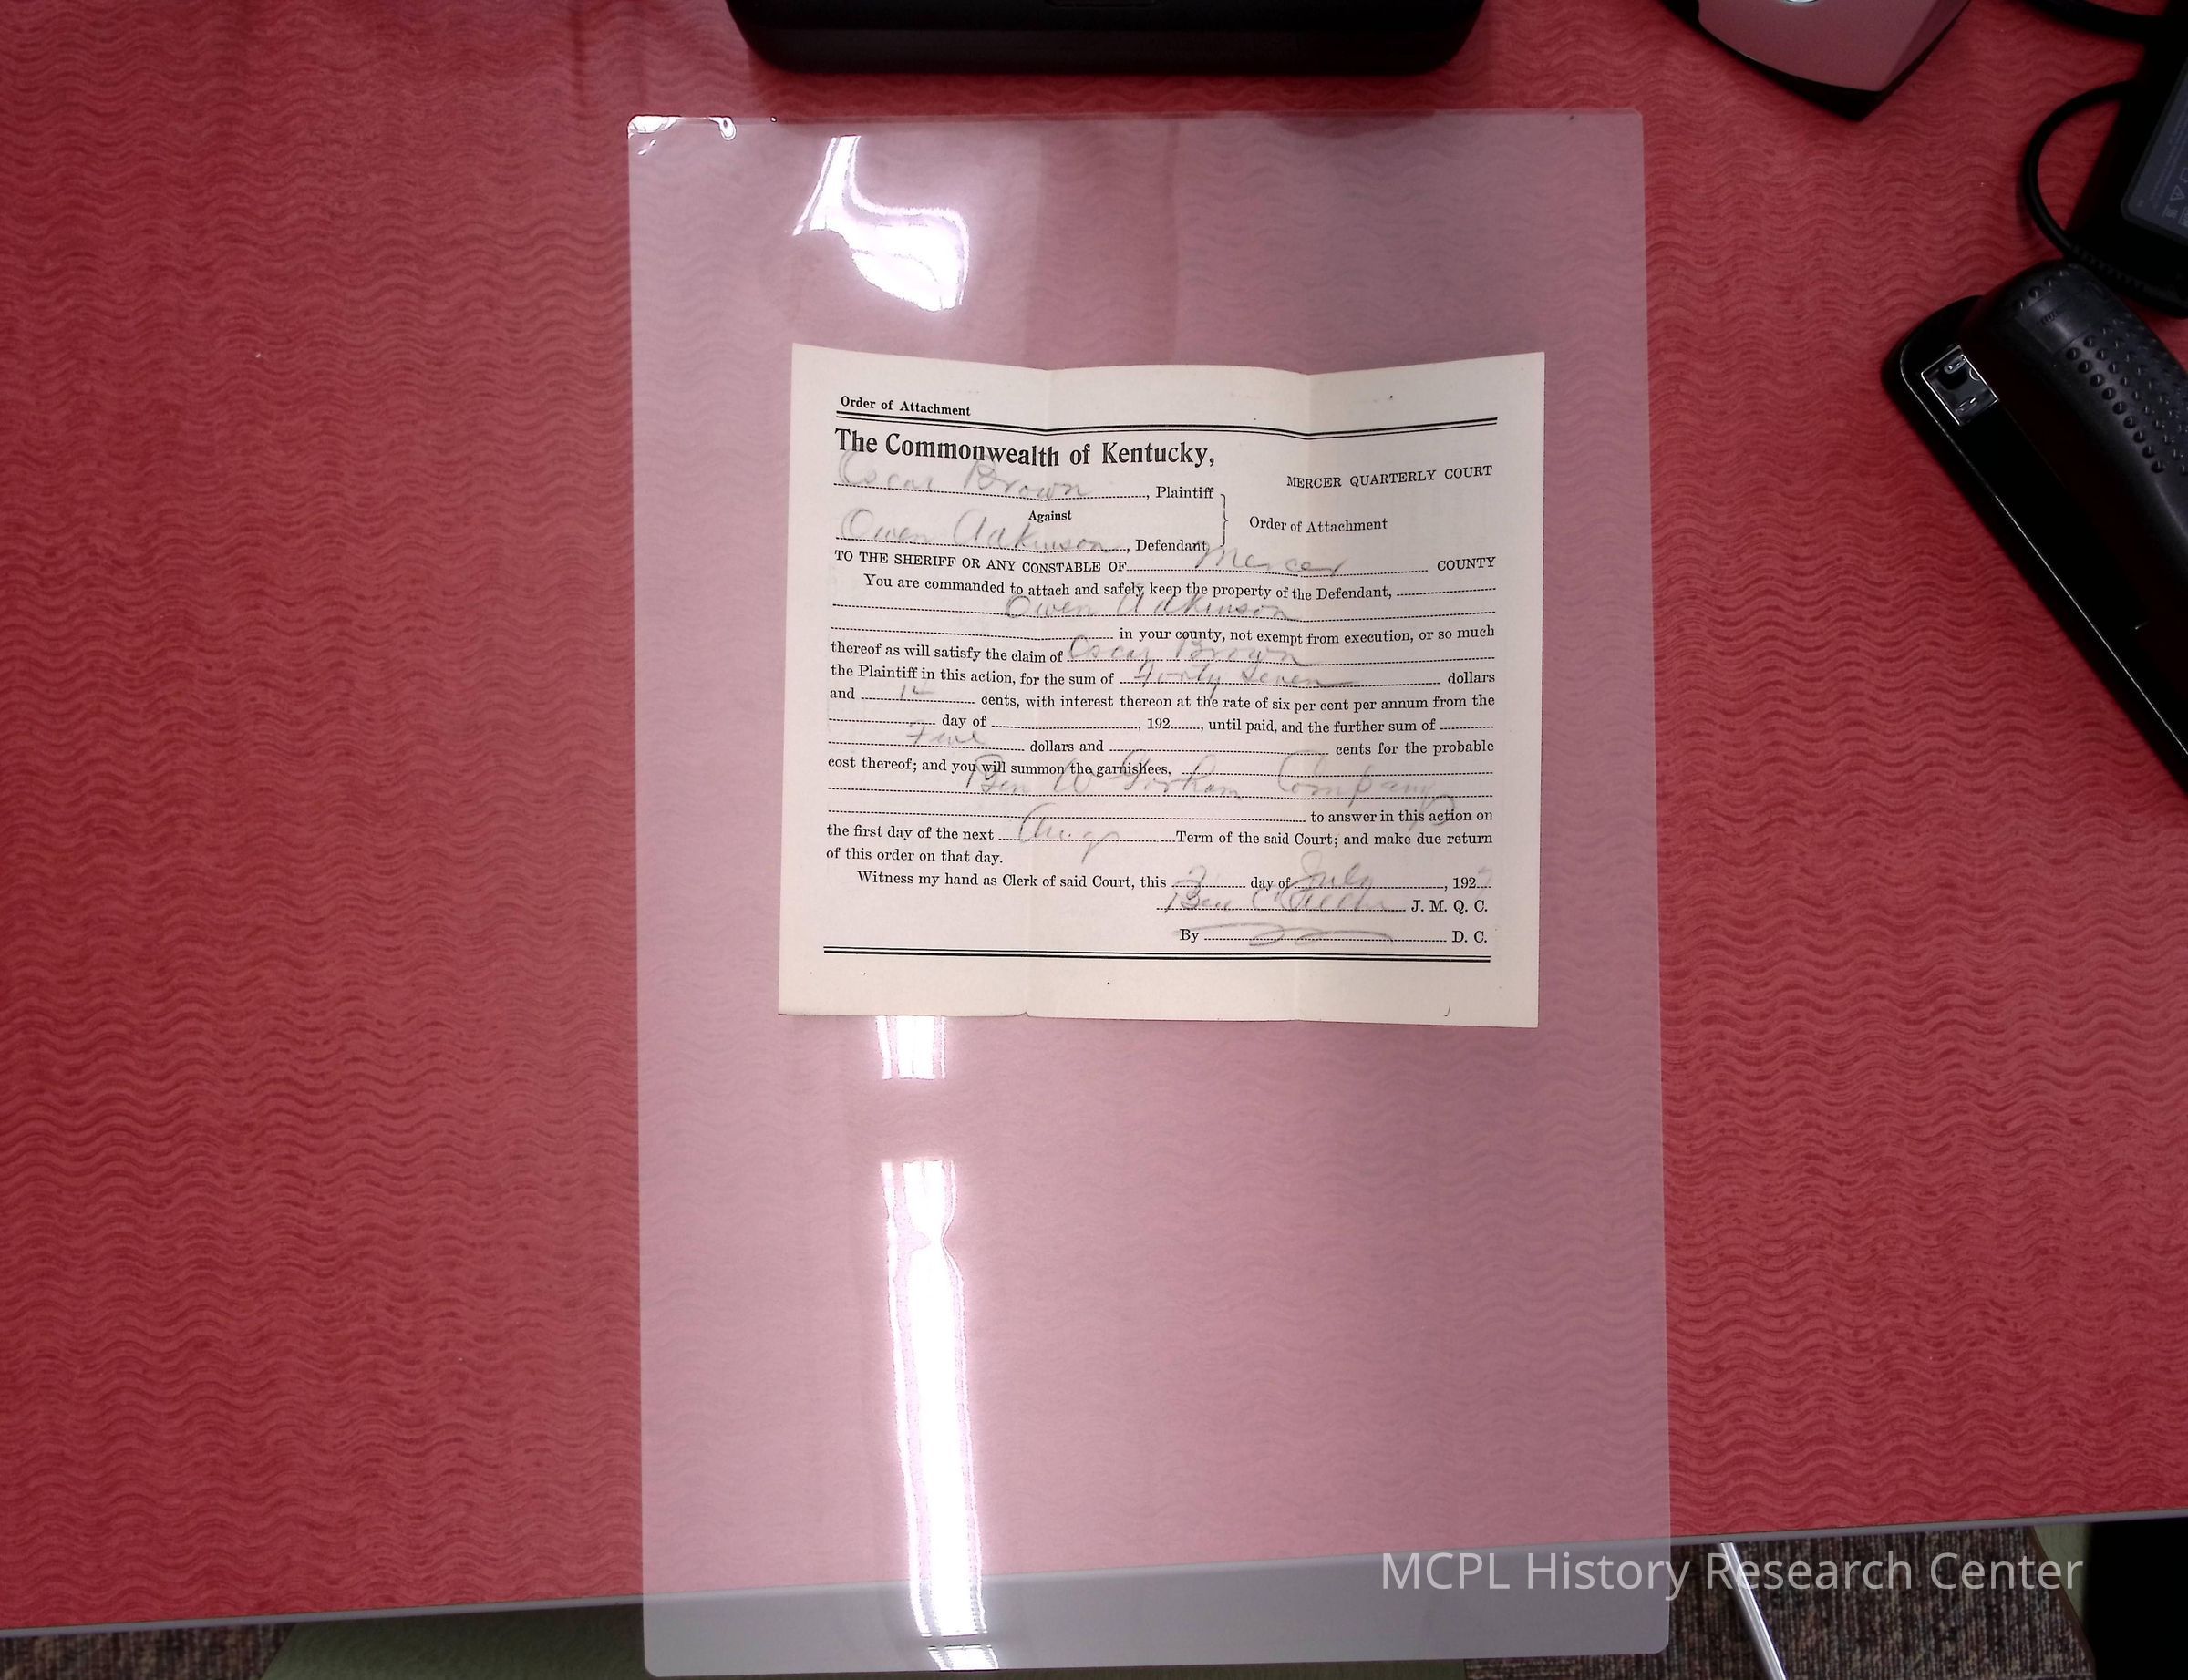 Order of Attachment
The Commonwealth of Kentucky,
MERCER QUARTERLY COURT
Oscar Brown, Plaintiff
Against
Order of Attachment
Owen Adkinson, Defendant
TO THE SHERIFF OR ANY CONSTABLE OF Mercer COUNTY
You are commanded to attach and safely keep the property of the Defendant,
Owen Adkinson
in your county, not exempt from execution, or so much
thereof as will satisfy the claim of Oscar Brown
the Plaintiff in this action, for the sum of Forty Seven dollars
and cents, with interest thereon at the rate of six per cent per annum from the
day of , 192 , until paid, and the further sum of
Five dollars and cents for the probable
cost thereof; and you will summon the garnishees,
Ben W Company
to answer in this action on
the first day of the next Aug Term of the said Court; and make due return
of this order on that day.
Witness my hand as Clerk of said Court, this 2 day of July, 192
Ben C J. M. Q. C.
By D. C.
MCPL History Research Center